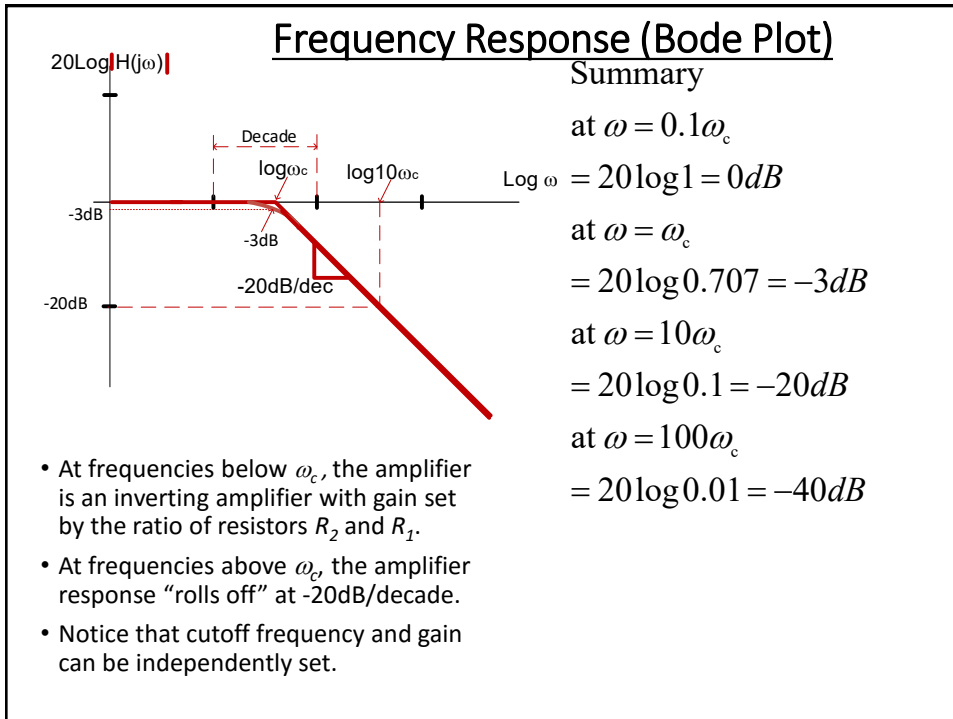 Frequency Response (Bode Plot)
20Log|H(jω)|
Decade
logωc
log10ωc
Log ω
-3dB
-3dB
-20dB/dec
-20dB
Summary
at ω = 0.1ωc
= 20log1 = 0dB
at ω = ωc
= 20log0.707 = −3dB
at ω = 10ωc
= 20log0.1 = −20dB
at ω = 100ωc
= 20log0.01 = −40dB
• At frequencies below ωc, the amplifier
is an inverting amplifier with gain set
by the ratio of resistors R2 and R1.
• At frequencies above ωc, the amplifier
response “rolls off” at -20dB/decade.
• Notice that cutoff frequency and gain
can be independently set.